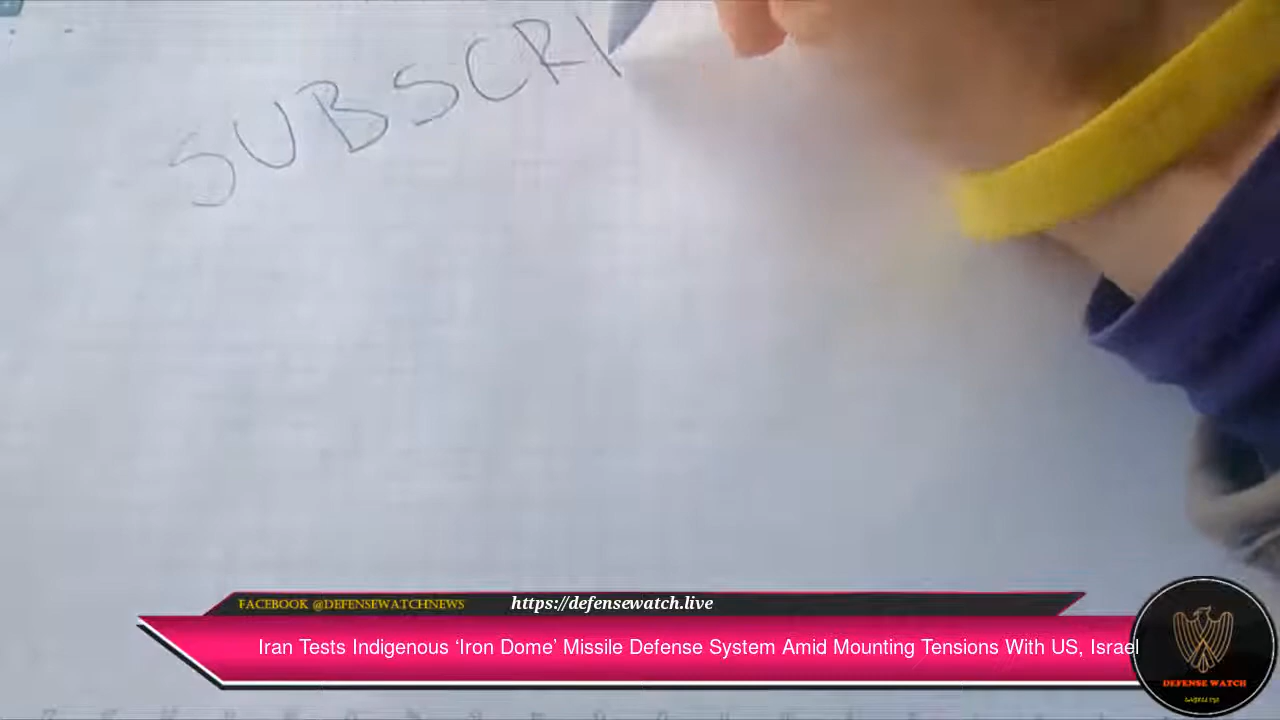 SUBSCRI
FACEBOOK @DEFENSEWATCHNEWS
https://defensewatch.live
Iran Tests Indigenous ‘Iron Dome’ Missile Defense System Amid Mounting Tensions With US, Israel
DEFENSE WATCH